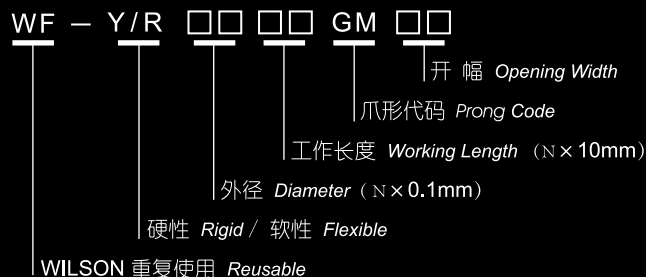 WF – Y/R □□ □□ GM □□
开 幅 Opening Width
爪形代码 Prong Code
工作长度 Working Length (N×10mm)
外径 Diameter (N×0.1mm)
硬性 Rigid / 软性 Flexible
WILSON 重复使用 Reusable